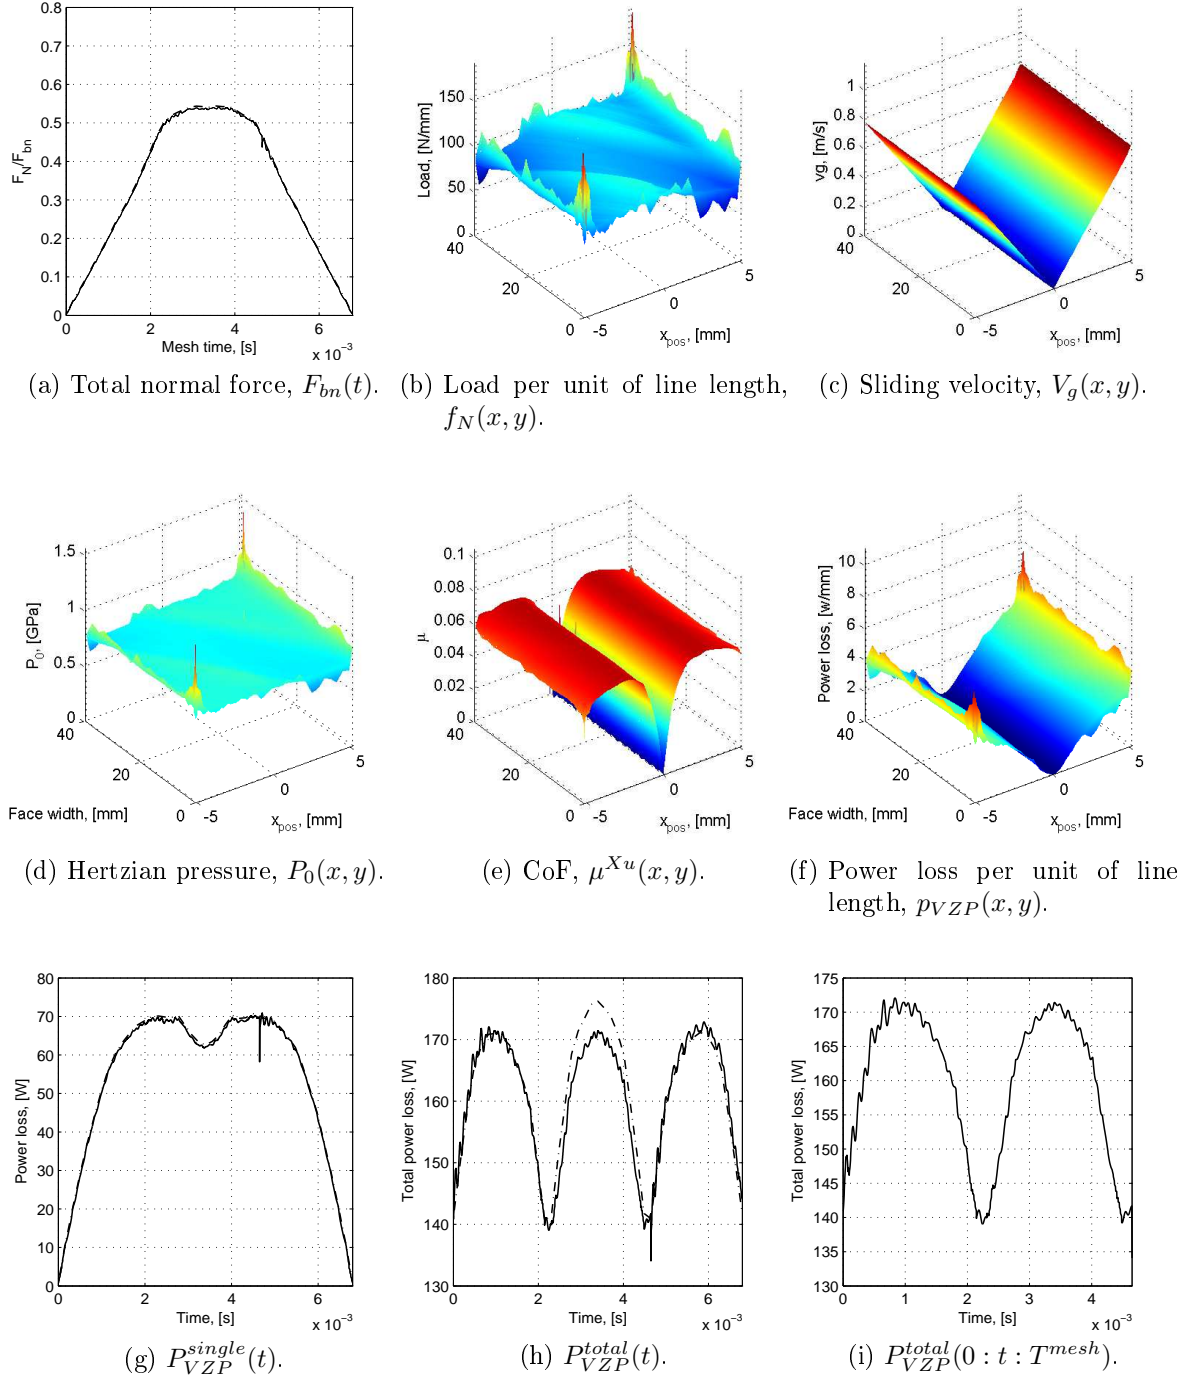 0.8
0.7
0.6
0.5
0.4
0.3
0.2
0.1
0
F_N/F_bn
0 2 4 6
Mesh time, [s] x 10^-3
(a) Total normal force, F_bn(t).
150
100
50
0
Load, [N/mm]
40 20 0
-5 0 5
x_pos, [mm]
(b) Load per unit of line length,
f_N(x, y).
1
0.8
0.6
0.4
0.2
0
vg, [m/s]
40 20 0
-5 0 5
x_pos, [mm]
(c) Sliding velocity, V_g(x, y).
1.5
1
0.5
0
P_0, [GPa]
40 20 0
-5 0 5
Face width, [mm] x_pos, [mm]
(d) Hertzian pressure, P_0(x, y).
0.1
0.08
0.06
0.04
0.02
0
μ
40 20 0
-5 0 5
x_pos, [mm]
(e) CoF, μ^Xu(x, y).
10
8
6
4
2
0
Power loss, [w/mm]
40 20 0
-5 0 5
Face width, [mm] x_pos, [mm]
(f) Power loss per unit of line
length, p_VZP(x, y).
80
70
60
50
40
30
20
10
0
Power loss, [W]
0 2 4 6
Time, [s] x 10^-3
(g) P_VZP^single(t).
180
170
160
150
140
130
Total power loss, [W]
0 2 4 6
Time, [s] x 10^-3
(h) P_VZP^total(t).
175
170
165
160
155
150
145
140
135
130
Total power loss, [W]
0 1 2 3 4
Time, [s] x 10^-3
(i) P_VZP^total(0 : t : T^mesh).